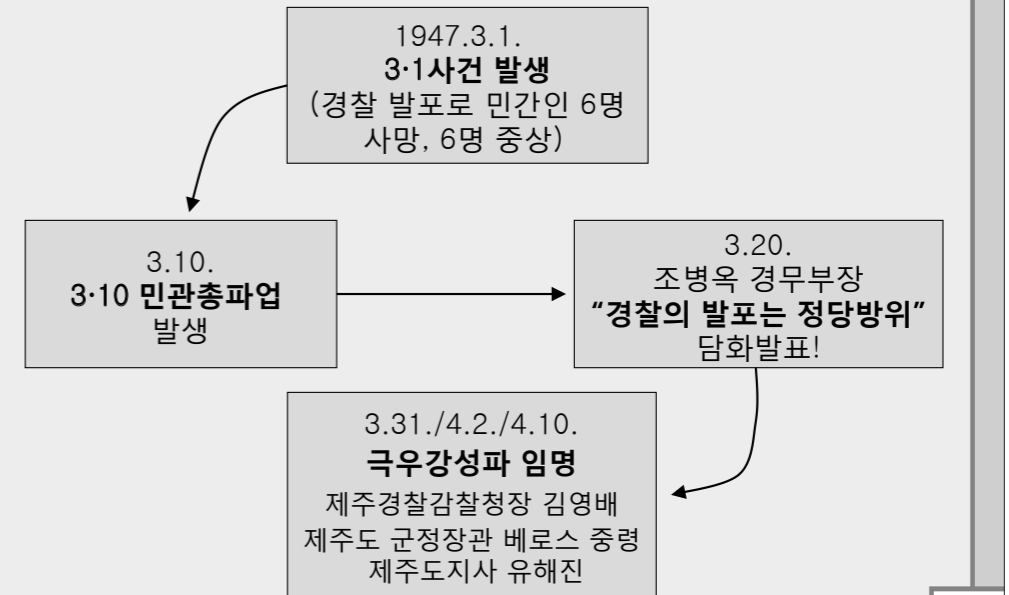 1947.3.1.
3·1사건 발생
(경찰 발포로 민간인 6명
사망, 6명 중상)
3.10.
3·10 민관총파업
발생
3.20.
조병옥 경무부장
“경찰의 발포는 정당방위”
담화발표!
3.31./4.2./4.10.
극우강성파 임명
제주경찰감찰청장 김영배
제주도 군정장관 베로스 중령
제주도지사 유해진